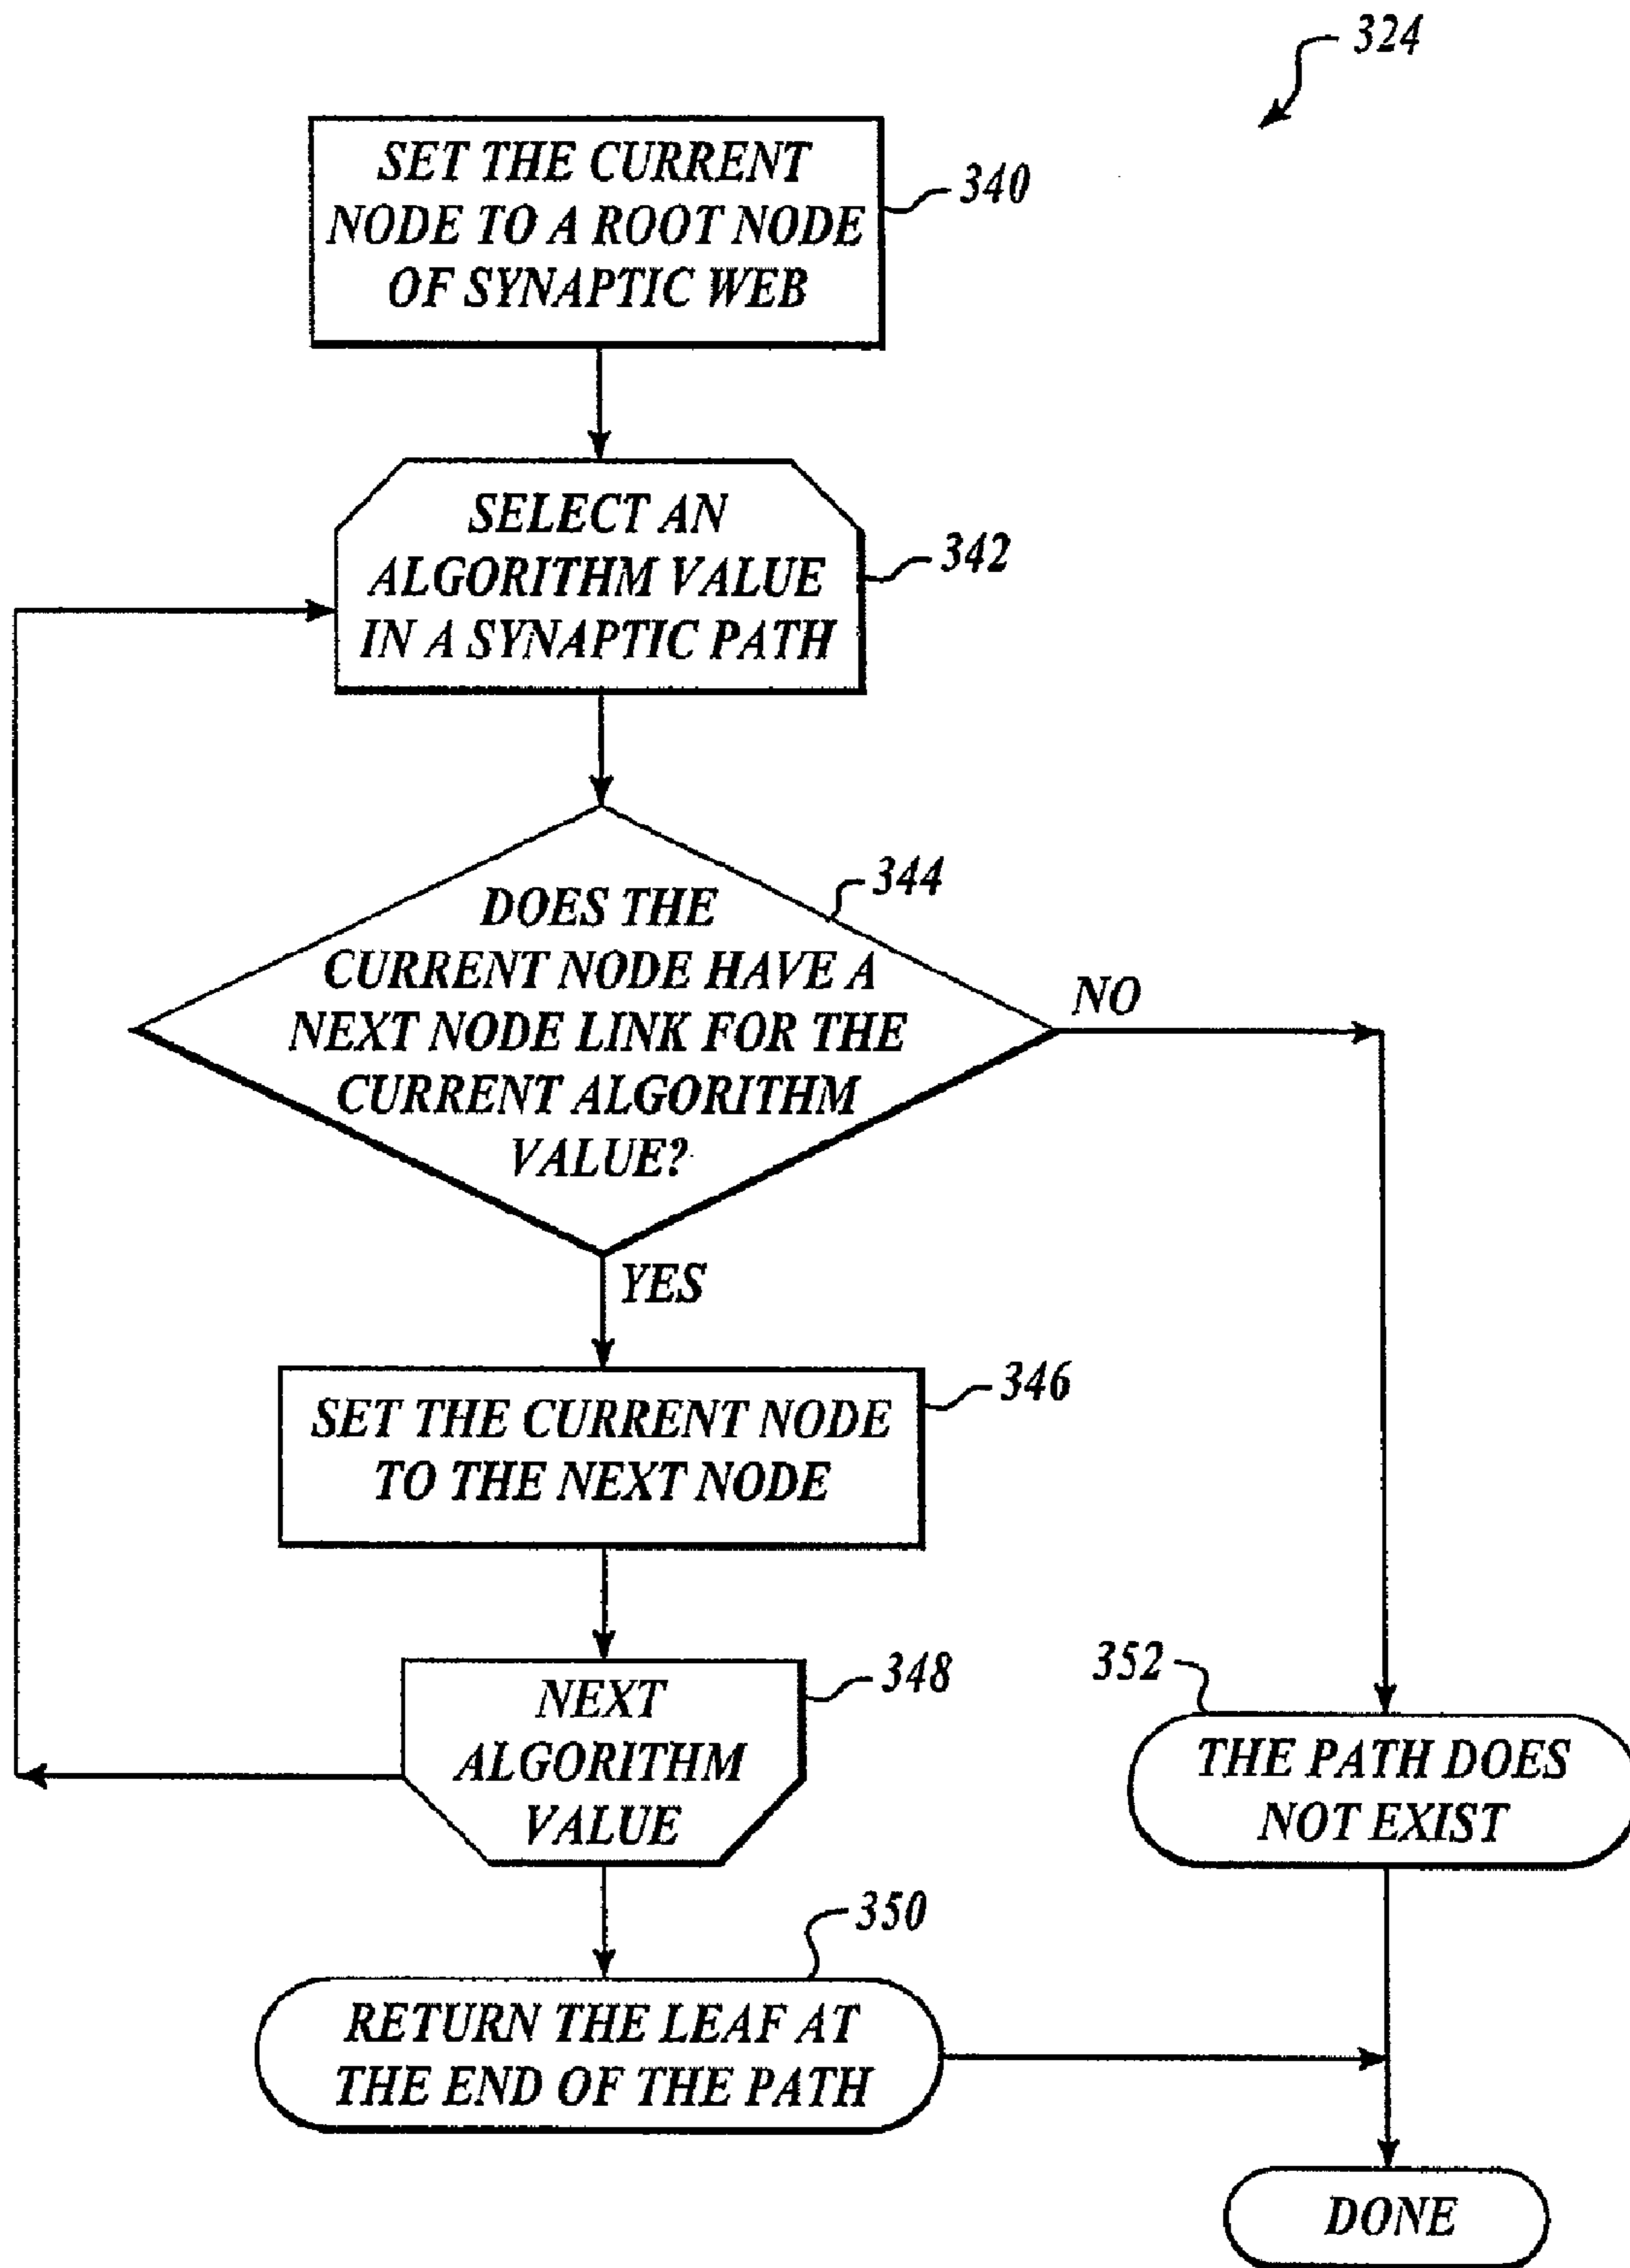 324
SET THE CURRENT
NODE TO A ROOT NODE
OF SYNAPTIC WEB
340
SELECT AN
ALGORITHM VALUE
IN A SYNAPTIC PATH
342
DOES THE
CURRENT NODE HAVE A
NEXT NODE LINK FOR THE
CURRENT ALGORITHM
VALUE?
344
NO
YES
SET THE CURRENT NODE
TO THE NEXT NODE
346
NEXT
ALGORITHM
VALUE
348
352
THE PATH DOES
NOT EXIST
350
RETURN THE LEAF AT
THE END OF THE PATH
DONE